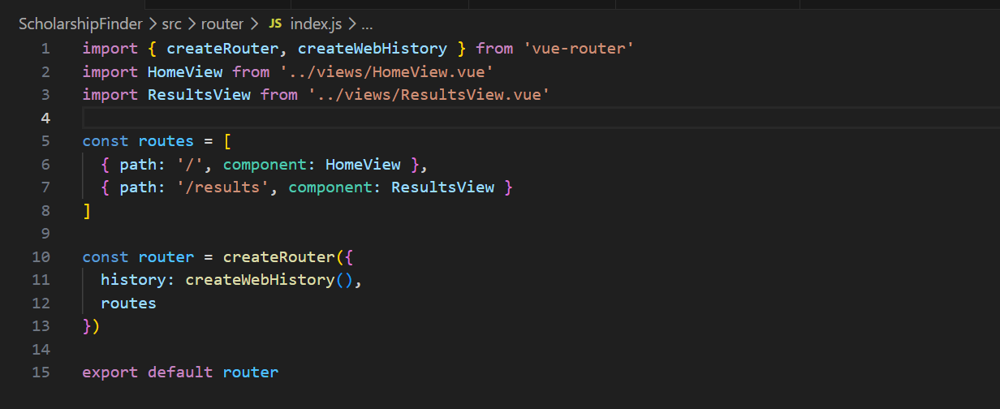 ScholarshipFinder > src > router > JS index.js > ...
1 import { createRouter, createWebHistory } from 'vue-router'
2 import HomeView from '../views/HomeView.vue'
3 import ResultsView from '../views/ResultsView.vue'
4
5 const routes = [
6   { path: '/', component: HomeView },
7   { path: '/results', component: ResultsView }
8 ]
9
10 const router = createRouter({
11   history: createWebHistory(),
12   routes
13 })
14
15 export default router